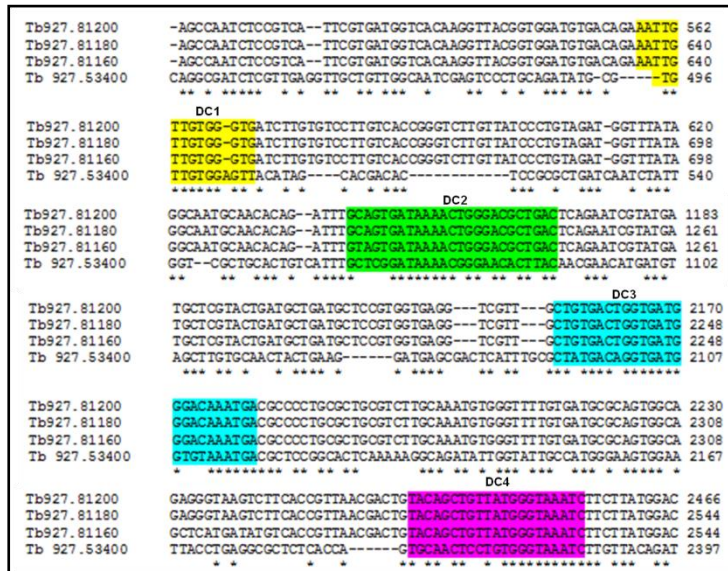 Tb927.81200 -AGCCAATCTCCGTCA--TTCGTGATGGTCACAAGGTTACGGTGGATGTGACAGAAATTG 562
Tb927.81180 -AGCCAATCTCCGTCA--TTCGTGATGGTCACAAGGTTACGGTGGATGTGACAGAAATTG 640
Tb927.81160 -AGCCAATCTCCGTCA--TTCGTGATGGTCACAAGGTTACGGTGGATGTGACAGAAATTG 640
Tb 927.53400 CAGGCGATCTCGTTGAGGTTGCTGTTGGCAATCGAGTCCCTGCAGATATG-CG-----TG 496
DC1
Tb927.81200 TTGTGG-GTGATCTTGTGTCCTTGTCACCGGGTCTTGTTATCCCTGTAGAT-GGTTTATA 620
Tb927.81180 TTGTGG-GTGATCTTGTGTCCTTGTCACCGGGTCTTGTTATCCCTGTAGAT-GGTTTATA 698
Tb927.81160 TTGTGG-GTGATCTTGTGTCCTTGTCACCGGGTCTTGTTATCCCTGTAGAT-GGTTTATA 698
Tb 927.53400 TTGTGGAGTTACATAG---CACGACAC-----------TCCGCGCTGATCAATCTATT 540
DC2
Tb927.81200 GGCAATGCAACACAG--ATTTGCAGTGATAAAACTGGGACGCTGACTCAGAATCGTATGA 1183
Tb927.81180 GGCAATGCAACACAG--ATTTGCAGTGATAAAACTGGGACGCTGACTCAGAATCGTATGA 1261
Tb927.81160 GGCAATGCAACACAG--ATTTGTAGTGATAAAACTGGGACGCTGACTCAGAATCGTATGA 1261
Tb 927.53400 GGT--CGCTGCACTGTCATTTGCTCGGATAAAACGGGAACACTTACAACGAACATGATGT 1102
DC3
Tb927.81200 TGCTCGTACTGATGCTGATGCTCCGTGGTGAGG---TCGTT--GCTGTGACTGGTGATG 2170
Tb927.81180 TGCTCGTACTGATGCTGATGCTCCGTGGTGAGG---TCGTT--GCTGTGACTGGTGATG 2248
Tb927.81160 TGCTCGTACTGATGCTGATGCTCCGTGGTGAGG---TCGTT--GCTGTGACTGGTGATG 2248
Tb 927.53400 AGCTTGTGCAACTACTGAAG------GATGAGCGACTCATTTGCGCTATGACAGGTGATG 2107
Tb927.81200 GGACAAATGACGCCCCTGCGCTGCGTCTTGCAAATGTGGGTTTTGTGATGCGCAGTGGCA 2230
Tb927.81180 GGACAAATGACGCCCCTGCGCTGCGTCTTGCAAATGTGGGTTTTGTGATGCGCAGTGGCA 2308
Tb927.81160 GGACAAATGACGCCCCTGCGCTGCGTCTTGCAAATGTGGGTTTTGTGATGCGCAGTGGCA 2308
Tb 927.53400 GTGTAAATGACGCTCCGGCACTCAAAAAGGCAGATATTGGTATTGCCATGGGAAGTGGAA 2167
DC4
Tb927.81200 GAGGGTAAGTCTTCACCGTTAACGACTGTACAGCTGTTATGGGTAAATCTTCTTATGGAC 2466
Tb927.81180 GAGGGTAAGTCTTCACCGTTAACGACTGTACAGCTGTTATGGGTAAATCTTCTTATGGAC 2544
Tb927.81160 GCTCATGATATGTCACCGTTAACGACTGTACAGCTGTTATGGGTAAATCTTCTTATGGAC 2544
Tb 927.53400 TTACCTGAGGCGCTCTCACCA------GTGCAACTCCTGTGGGTAAATCTTGTTACAGAT 2397